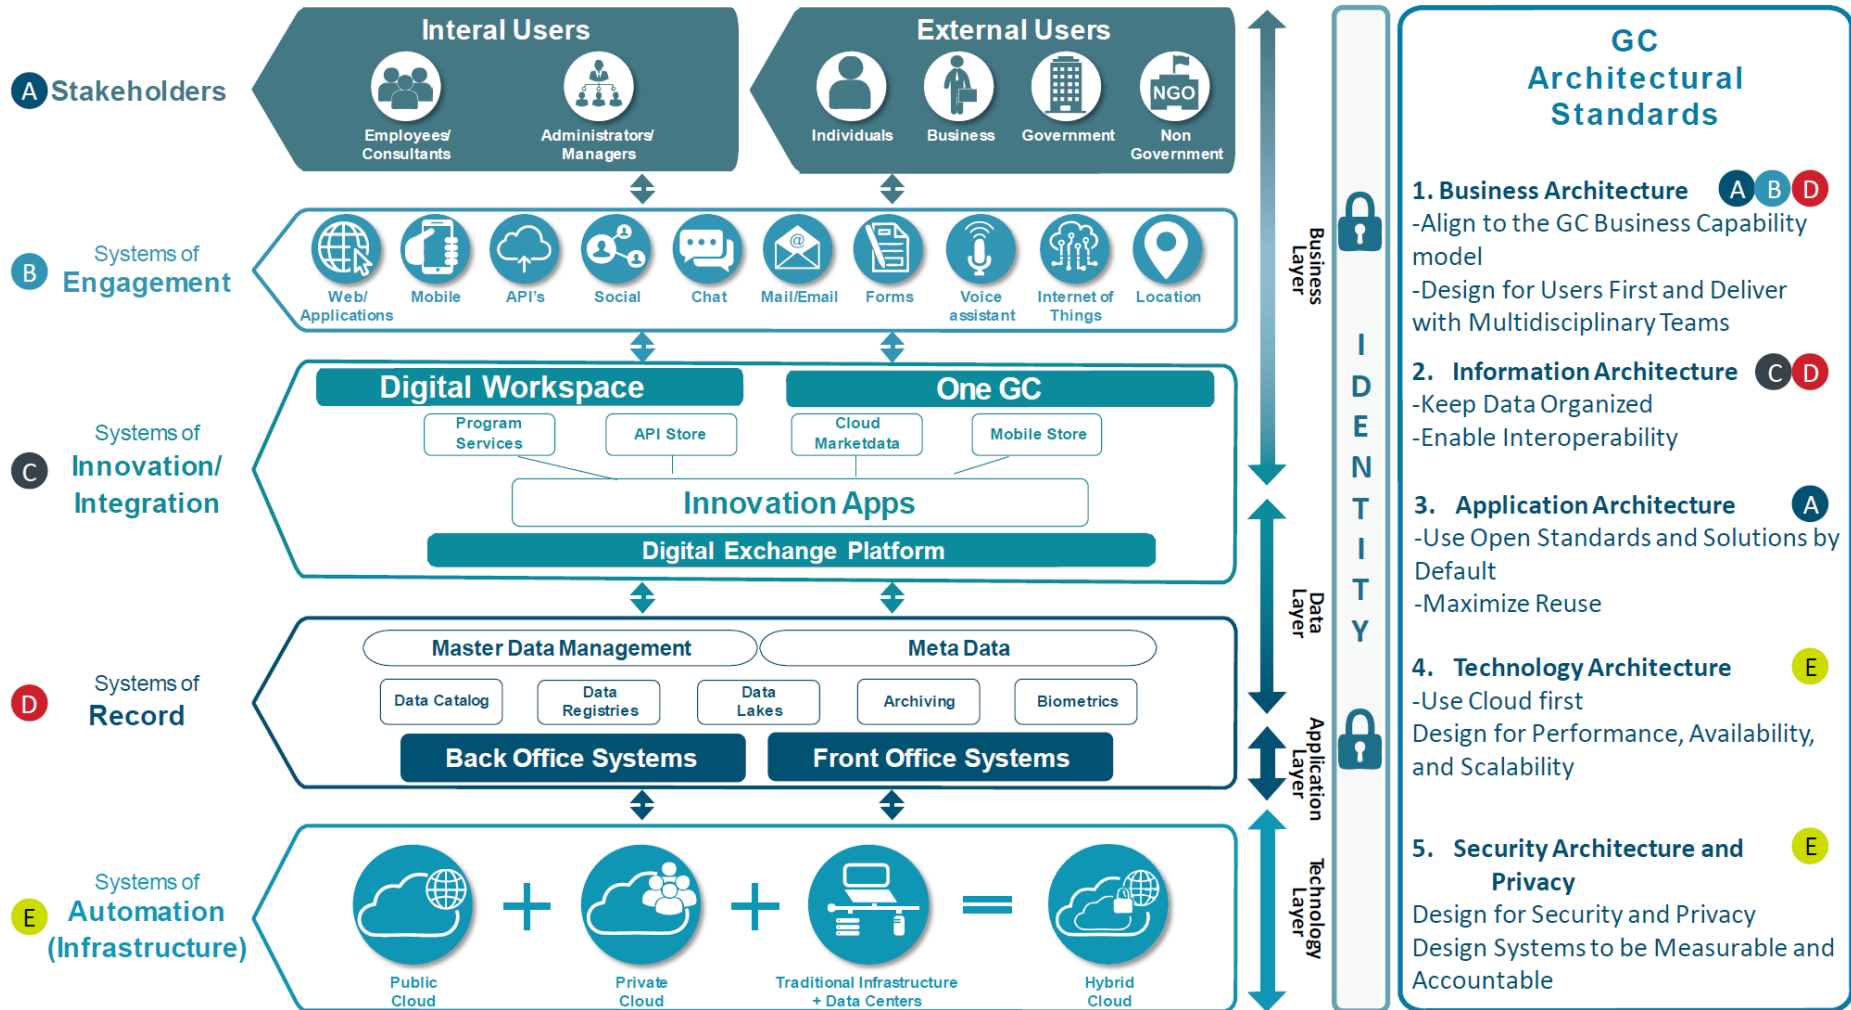 Interal Users
External Users
A Stakeholders
Employees/
Consultants
Administrators/
Managers
Individuals
Business
Government
NGO
Non
Government
B
Systems of
Engagement
Web/
Applications
Mobile
API's
Social
Chat
@
Mail/Email
Forms
Voice
assistant
Internet of
Things
Location
C
Systems of
Innovation/
Integration
Digital Workspace
One GC
Program
Services
API Store
Cloud
Marketdata
Mobile Store
Innovation Apps
Digital Exchange Platform
D
Systems of
Record
Master Data Management
Meta Data
Data Catalog
Data
Registries
Data
Lakes
Archiving
Biometrics
Back Office Systems
Front Office Systems
E
Systems of
Automation
(Infrastructure)
Public
Cloud
+
Private
Cloud
+
Traditional Infrastructure
+ Data Centers
=
Hybrid
Cloud
Business
Layer
Data
Layer
Application
Layer
Technology
Layer
IDENTITY
GC
Architectural
Standards
1. Business Architecture A B D
-Align to the GC Business Capability
model
-Design for Users First and Deliver
with Multidisciplinary Teams
2. Information Architecture C D
-Keep Data Organized
-Enable Interoperability
3. Application Architecture A
-Use Open Standards and Solutions by
Default
-Maximize Reuse
4. Technology Architecture E
-Use Cloud first
Design for Performance, Availability,
and Scalability
5. Security Architecture and E
Privacy
Design for Security and Privacy
Design Systems to be Measurable and
Accountable